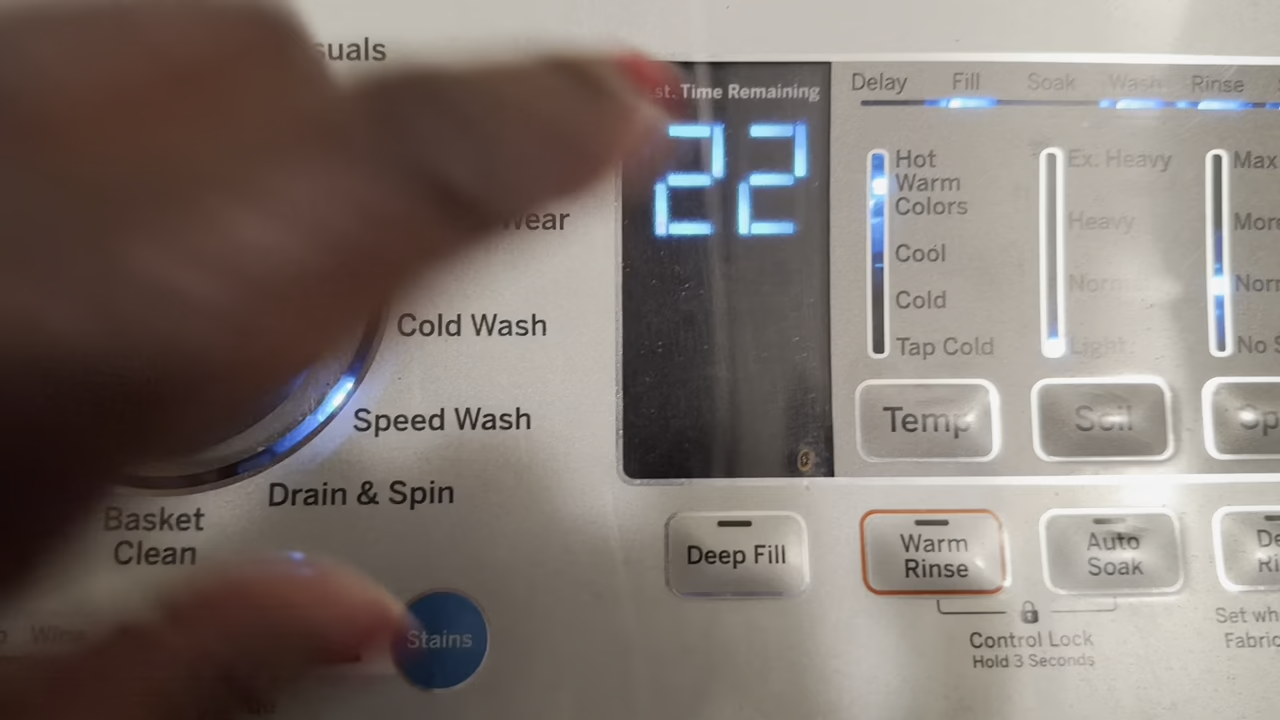 suals
st. Time Remaining
22
Wear
Cold Wash
Speed Wash
Drain & Spin
Basket
Clean
Stains
Delay Fill Soak Wash Rinse
Hot
Warm
Colors
Cool
Cold
Tap Cold
Ex. Heavy
Heavy
Norm
Light
Max
More
Norm
No S
Temp
Soil
Sp
Deep Fill
Warm
Rinse
Auto
Soak
De
Ri
Control Lock
Hold 3 Seconds
Set wh
Fabric